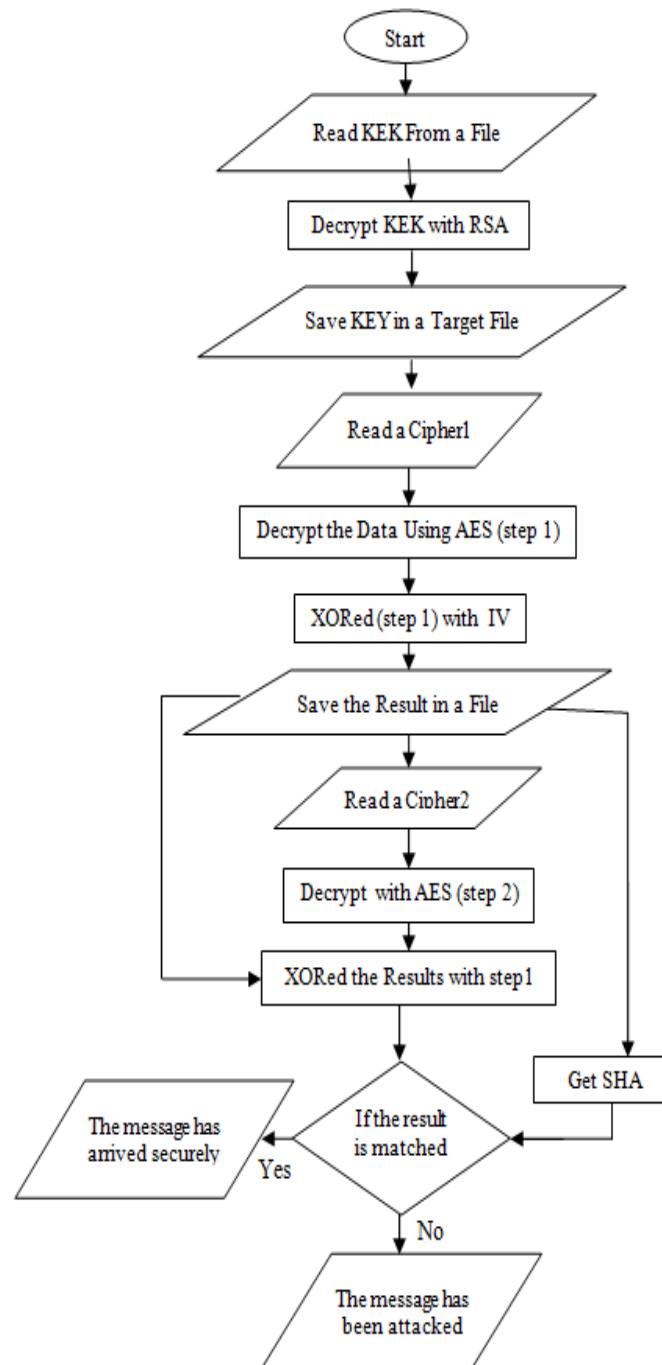 Start
Read KEK From a File
Decrypt KEK with RSA
Save KEY in a Target File
Read a Cipher1
Decrypt the Data Using AES (step 1)
XORed (step 1) with IV
Save the Result in a File
Read a Cipher2
Decrypt with AES (step 2)
XORed the Results with step1
Get SHA
If the result
is matched
The message has
arrived securely
Yes
No
The message has
been attacked